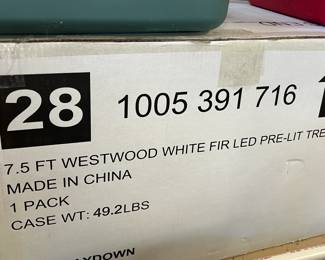 28
1005 391 716
7.5 FT WESTWOOD WHITE FIR LED PRE-LIT TRE
MADE IN CHINA
1 PACK
CASE WT: 49.2LBS